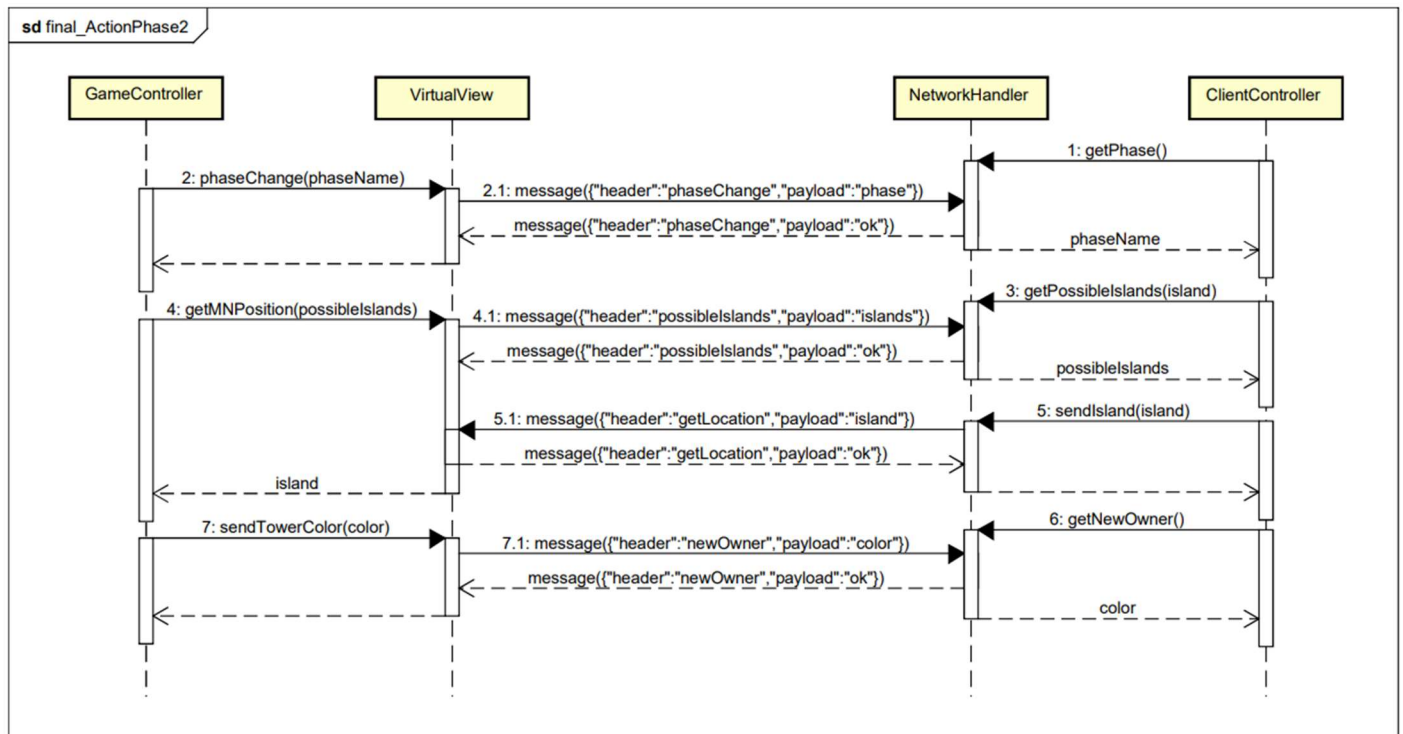 sd final_ActionPhase2
GameController
VirtualView
NetworkHandler
ClientController
1: getPhase()
2: phaseChange(phaseName)
2.1: message({"header":"phaseChange","payload":"phase"})
message({"header":"phaseChange","payload":"ok"})
phaseName
3: getPossibleIslands(island)
4: getMNPosition(possibleIslands)
4.1: message({"header":"possibleIslands","payload":"islands"})
message({"header":"possibleIslands","payload":"ok"})
possibleIslands
5: sendIsland(island)
5.1: message({"header":"getLocation","payload":"island"})
message({"header":"getLocation","payload":"ok"})
island
6: getNewOwner()
7: sendTowerColor(color)
7.1: message({"header":"newOwner","payload":"color"})
message({"header":"newOwner","payload":"ok"})
color